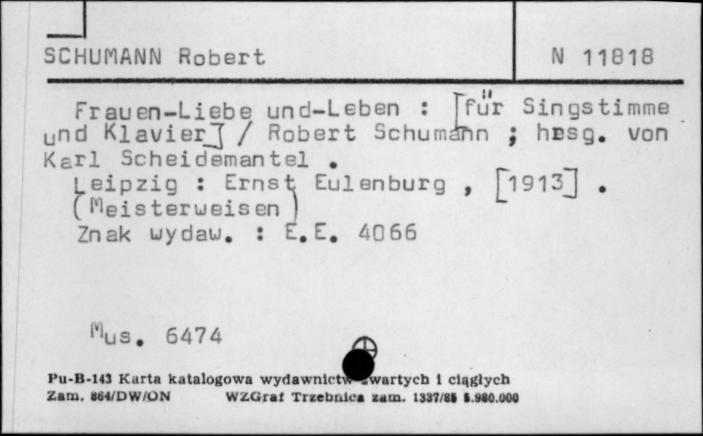 SCHUMANN Robert N 11818
Frauen-Liebe und-Leben : [für Singstimme
und Klavier] / Robert Schumann ; hrsg. von
Karl Scheidemantel .
Leipzig : Ernst Eulenburg , [1913] .
(Meisterweisen)
Znak wydaw. : E.E. 4066
Mus. 6474
Pu-B-143 Karta katalogowa wydawnictw zwartych i ciągłych
Zam. 864/DW/ON WZGraf Trzebnica zam. 1337/85 5.980.000